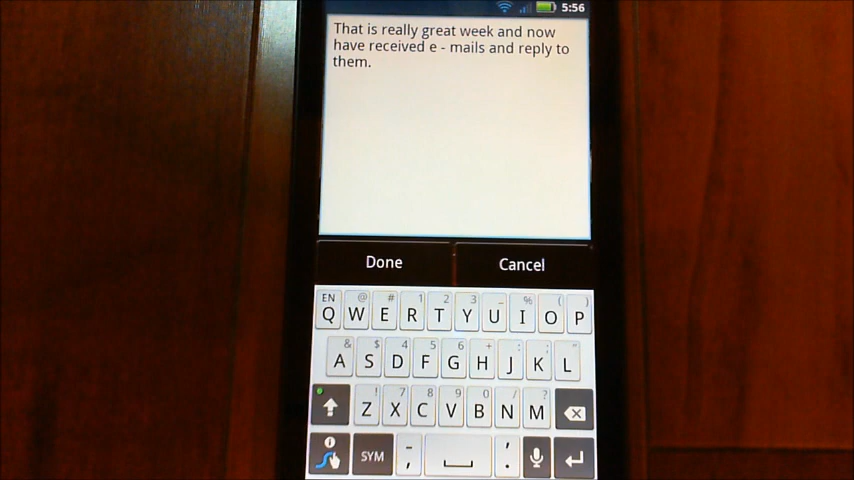 5:56
That is really great week and now
have received e - mails and reply to
them.
Done Cancel
EN @ # 1 2 3 _ % ( )
Q W E R T Y U I O P
& $ 4 5 6 + : ; "
A S D F G H J K L
! 7 8 9 0 / ?
Z X C V B N M
SYM - , ' .